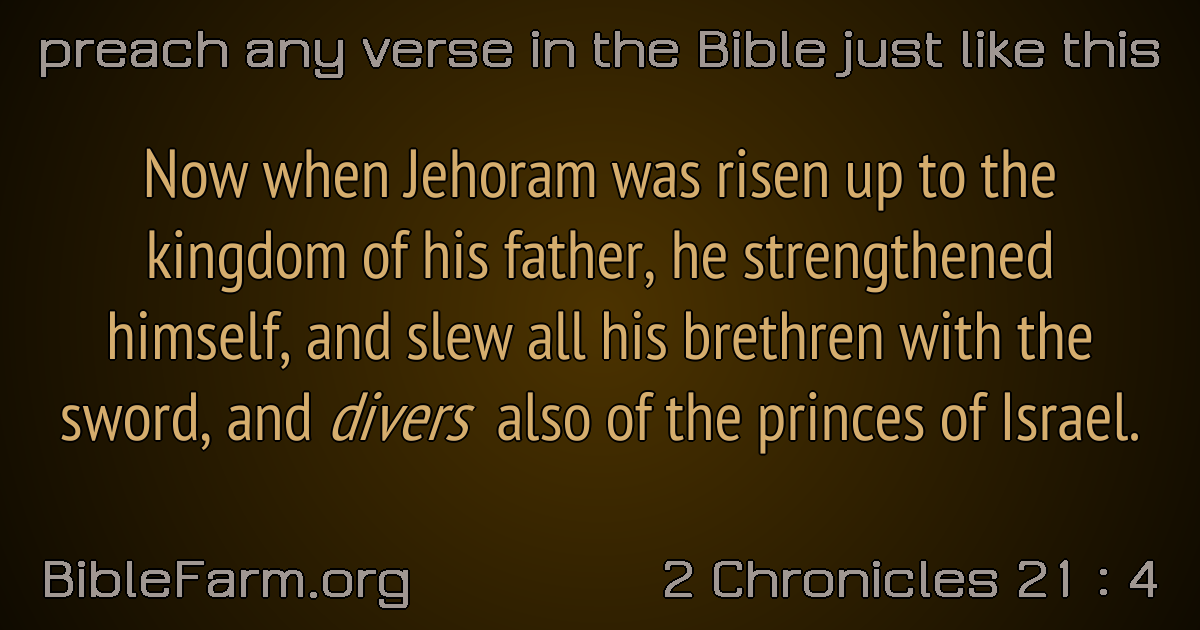 preach any verse in the Bible just like this
Now when Jehoram was risen up to the
kingdom of his father, he strengthened
himself, and slew all his brethren with the
sword, and divers also of the princes of Israel.
BibleFarm.org
2 Chronicles 21 : 4